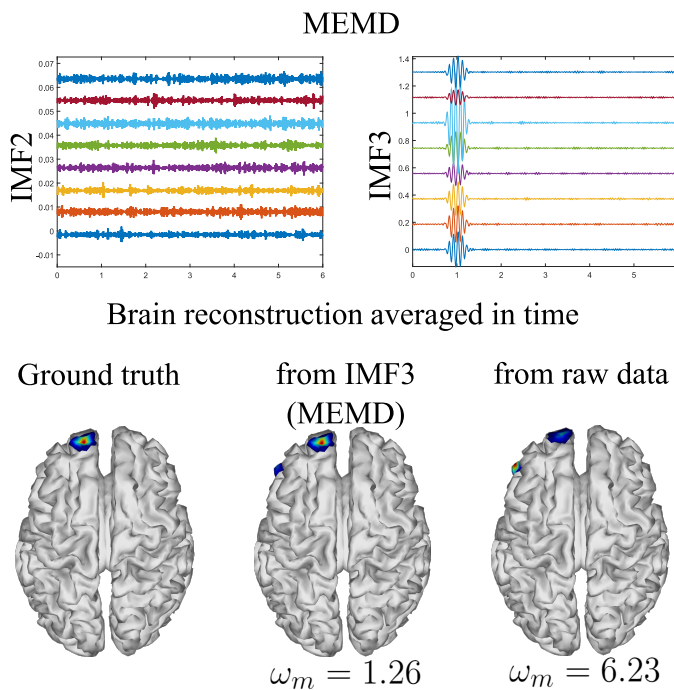 MEMD
IMF2
0.07
0.06
0.05
0.04
0.03
0.02
0.01
0
-0.01
0 1 2 3 4 5 6
IMF3
1.4
1.2
1
0.8
0.6
0.4
0.2
0
0 1 2 3 4 5
Brain reconstruction averaged in time
Ground truth
from IMF3
(MEMD)
from raw data
ω_m = 1.26
ω_m = 6.23